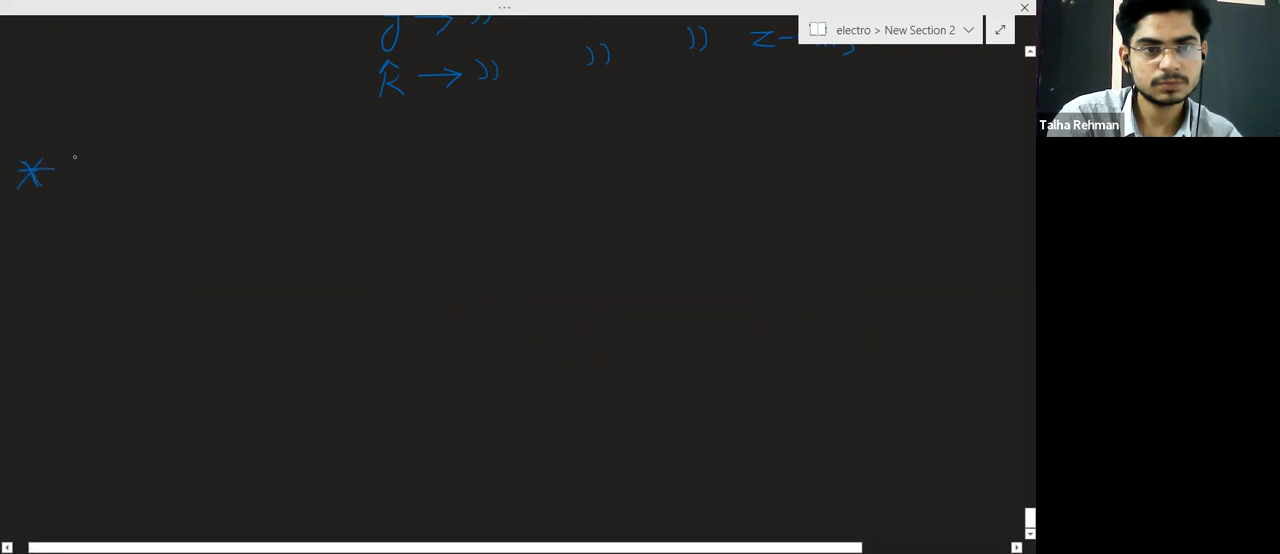 electro > New Section 2
ĵ → ))
)) z-
k̂ → )) ))
*
Talha Rehman